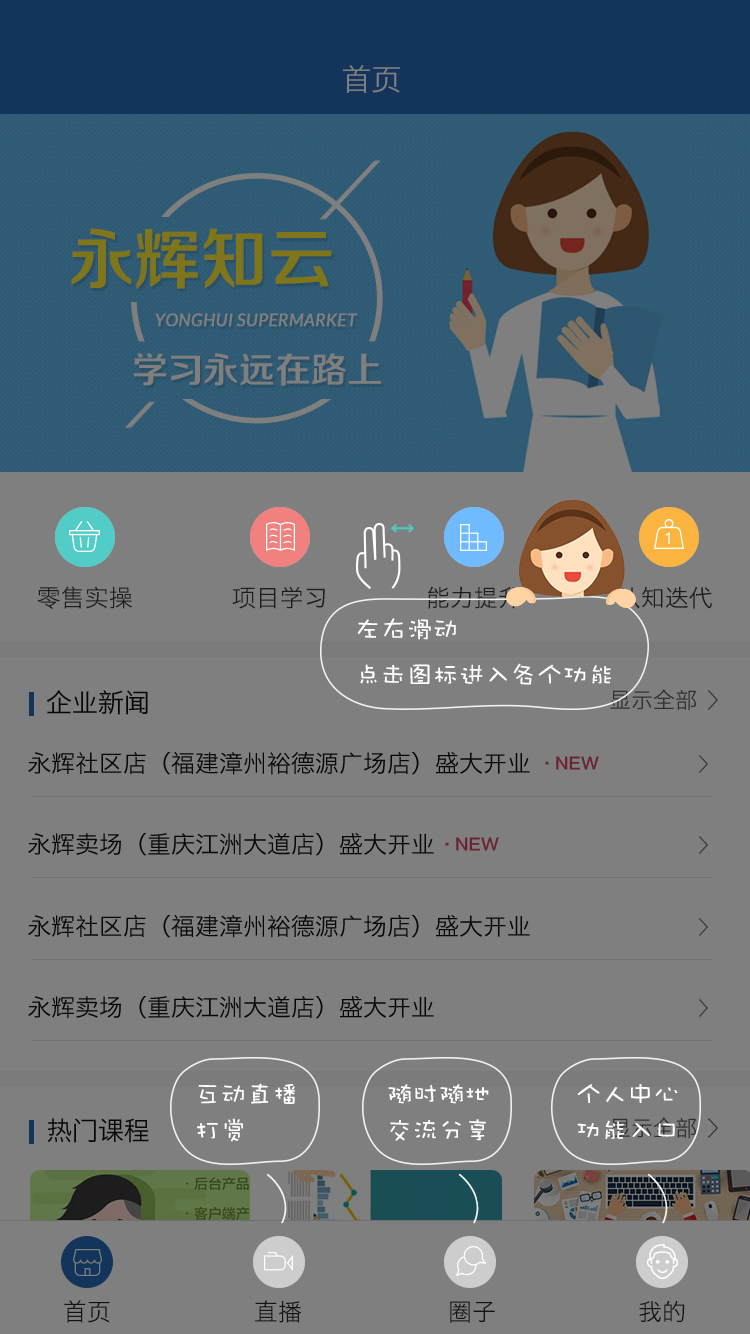 首页
永辉知云
YONGHUI SUPERMARKET
学习永远在路上
1
零售实操
项目学习
能力提升
认知迭代
左右滑动
点击图标进入各个功能
企业新闻
显示全部
永辉社区店（福建漳州裕德源广场店）盛大开业 · NEW
永辉卖场（重庆江洲大道店）盛大开业 · NEW
永辉社区店（福建漳州裕德源广场店）盛大开业
永辉卖场（重庆江洲大道店）盛大开业
互动直播
打赏
随时随地
交流分享
个人中心
功能入口
热门课程
显示全部
· 后台产品
· 客户端产
首页
直播
圈子
我的